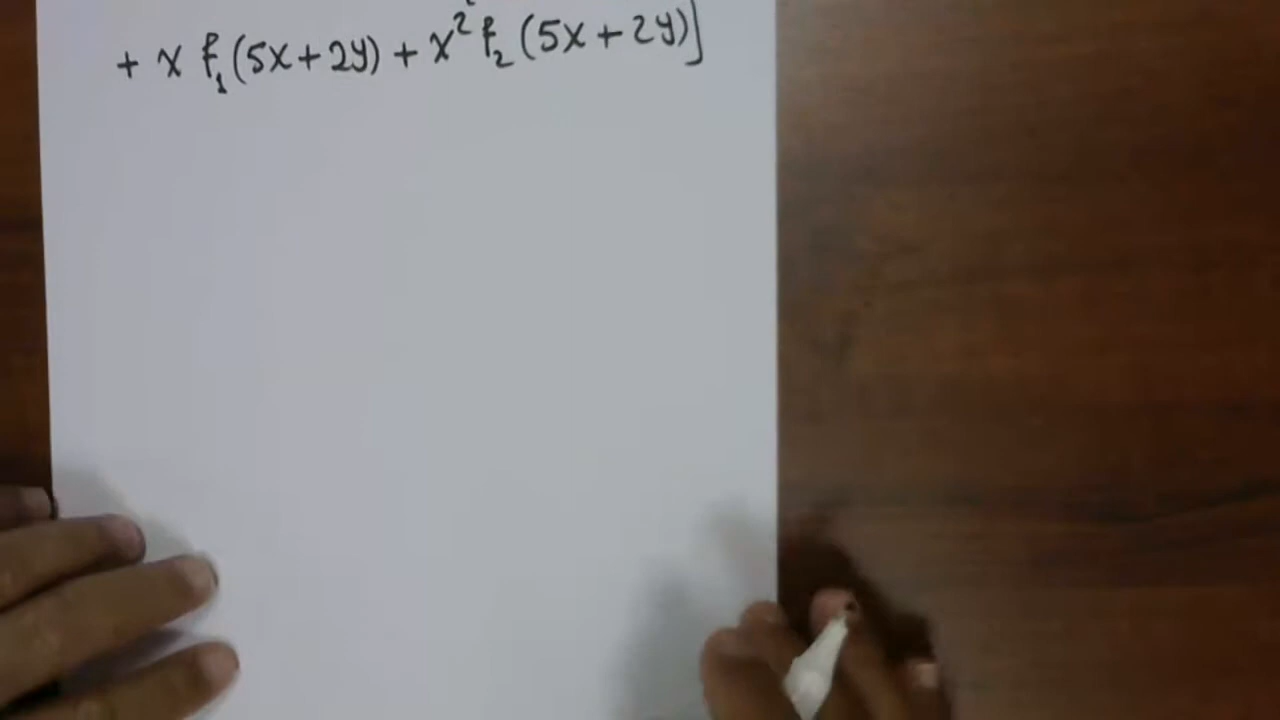 + x f₁(5x+2y) + x² f₂(5x+2y)]